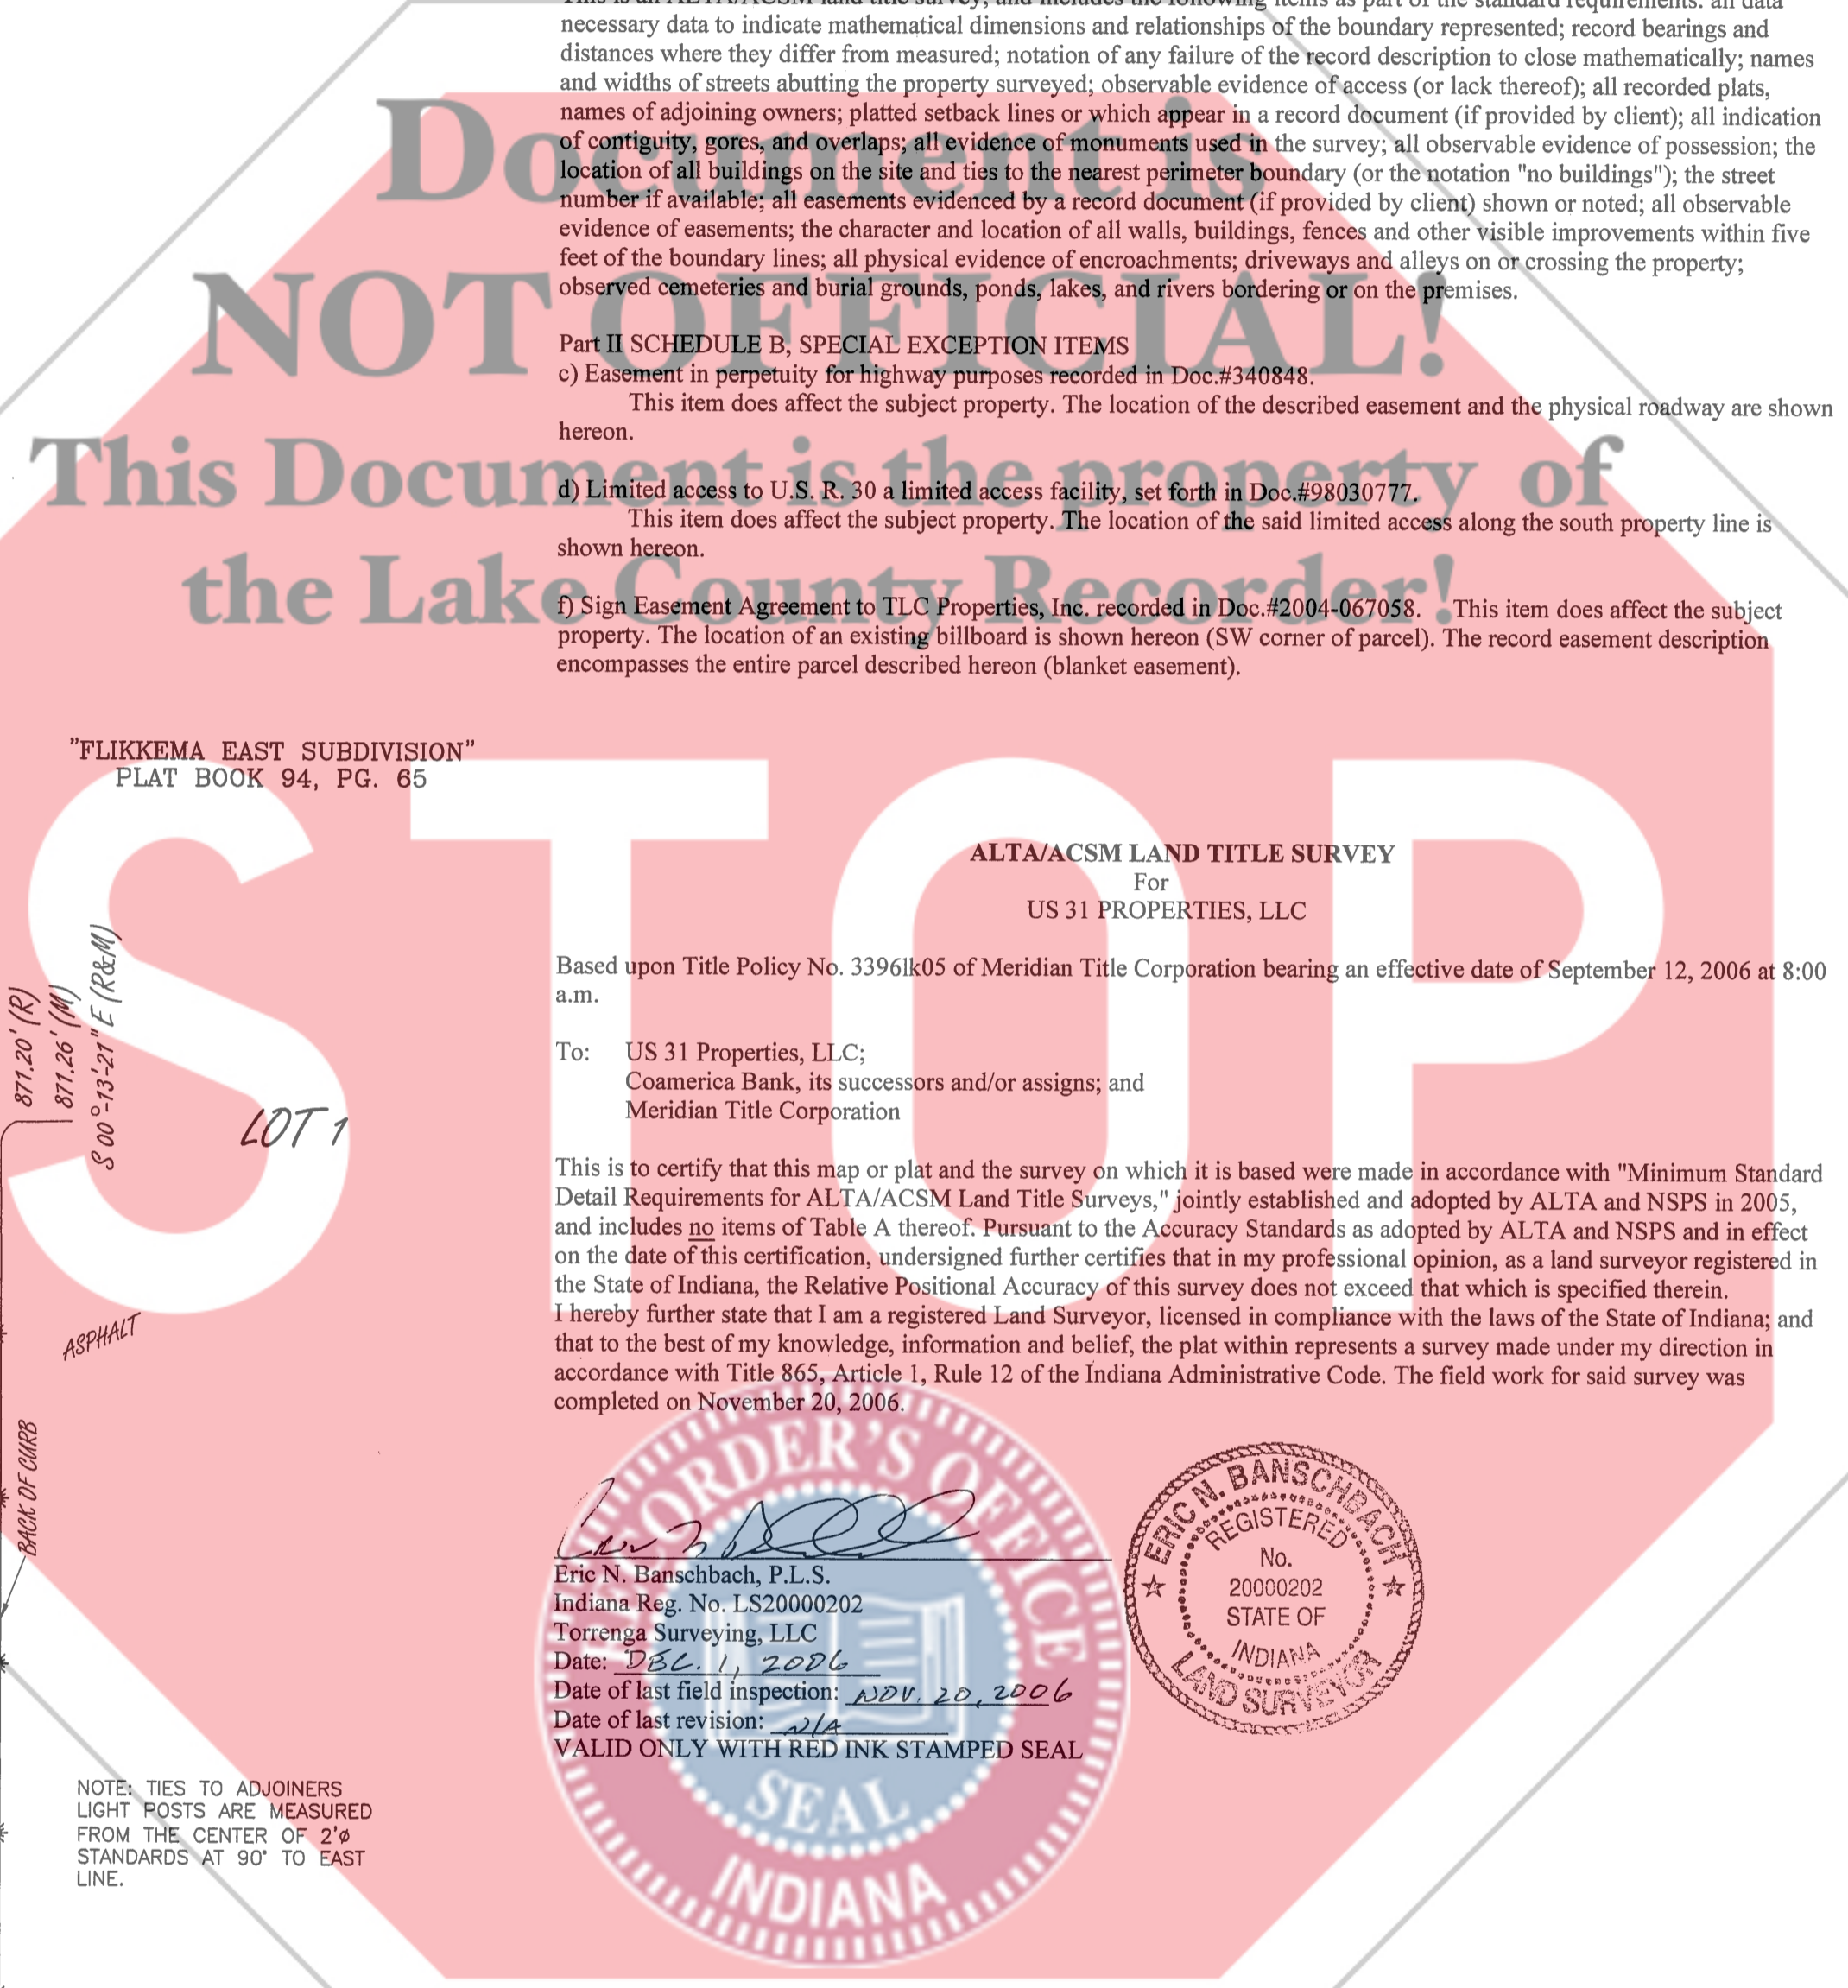 This is an ALTA/ACSM land title survey, and includes the following items as part of the standard requirements: all data
necessary data to indicate mathematical dimensions and relationships of the boundary represented; record bearings and
distances where they differ from measured; notation of any failure of the record description to close mathematically; names
and widths of streets abutting the property surveyed; observable evidence of access (or lack thereof); all recorded plats,
names of adjoining owners; platted setback lines or which appear in a record document (if provided by client); all indication
of contiguity, gores, and overlaps; all evidence of monuments used in the survey; all observable evidence of possession; the
location of all buildings on the site and ties to the nearest perimeter boundary (or the notation "no buildings"); the street
number if available; all easements evidenced by a record document (if provided by client) shown or noted; all observable
evidence of easements; the character and location of all walls, buildings, fences and other visible improvements within five
feet of the boundary lines; all physical evidence of encroachments; driveways and alleys on or crossing the property;
observed cemeteries and burial grounds, ponds, lakes, and rivers bordering or on the premises.
Part II SCHEDULE B, SPECIAL EXCEPTION ITEMS
c) Easement in perpetuity for highway purposes recorded in Doc.#340848.
This item does affect the subject property. The location of the described easement and the physical roadway are shown
hereon.
d) Limited access to U.S. R. 30 a limited access facility, set forth in Doc.#98030777.
This item does affect the subject property. The location of the said limited access along the south property line is
shown hereon.
f) Sign Easement Agreement to TLC Properties, Inc. recorded in Doc.#2004-067058. This item does affect the subject
property. The location of an existing billboard is shown hereon (SW corner of parcel). The record easement description
encompasses the entire parcel described hereon (blanket easement).
Document is
NOT OFFICIAL!
This Document is the property of
the Lake County Recorder!
STOP
"FLIKKEMA EAST SUBDIVISION"
PLAT BOOK 94, PG. 65
871.20' (R)
871.26' (M)
S 00°-13'-21" E (R&M)
LOT 1
ASPHALT
BACK OF CURB
ALTA/ACSM LAND TITLE SURVEY
For
US 31 PROPERTIES, LLC
Based upon Title Policy No. 3396lk05 of Meridian Title Corporation bearing an effective date of September 12, 2006 at 8:00
a.m.
To: US 31 Properties, LLC;
Coamerica Bank, its successors and/or assigns; and
Meridian Title Corporation
This is to certify that this map or plat and the survey on which it is based were made in accordance with "Minimum Standard
Detail Requirements for ALTA/ACSM Land Title Surveys," jointly established and adopted by ALTA and NSPS in 2005,
and includes no items of Table A thereof. Pursuant to the Accuracy Standards as adopted by ALTA and NSPS and in effect
on the date of this certification, undersigned further certifies that in my professional opinion, as a land surveyor registered in
the State of Indiana, the Relative Positional Accuracy of this survey does not exceed that which is specified therein.
I hereby further state that I am a registered Land Surveyor, licensed in compliance with the laws of the State of Indiana; and
that to the best of my knowledge, information and belief, the plat within represents a survey made under my direction in
accordance with Title 865, Article 1, Rule 12 of the Indiana Administrative Code. The field work for said survey was
completed on November 20, 2006.
Eric N. Banschbach, P.L.S.
Indiana Reg. No. LS20000202
Torrenga Surveying, LLC
Date: DEC. 1, 2006
Date of last field inspection: NOV. 20, 2006
Date of last revision: N/A
VALID ONLY WITH RED INK STAMPED SEAL
ERIC N. BANSCHBACH
REGISTERED
No.
20000202
STATE OF
INDIANA
LAND SURVEYOR
RECORDER'S OFFICE
SEAL
INDIANA
NOTE: TIES TO ADJOINERS
LIGHT POSTS ARE MEASURED
FROM THE CENTER OF 2'ø
STANDARDS AT 90° TO EAST
LINE.